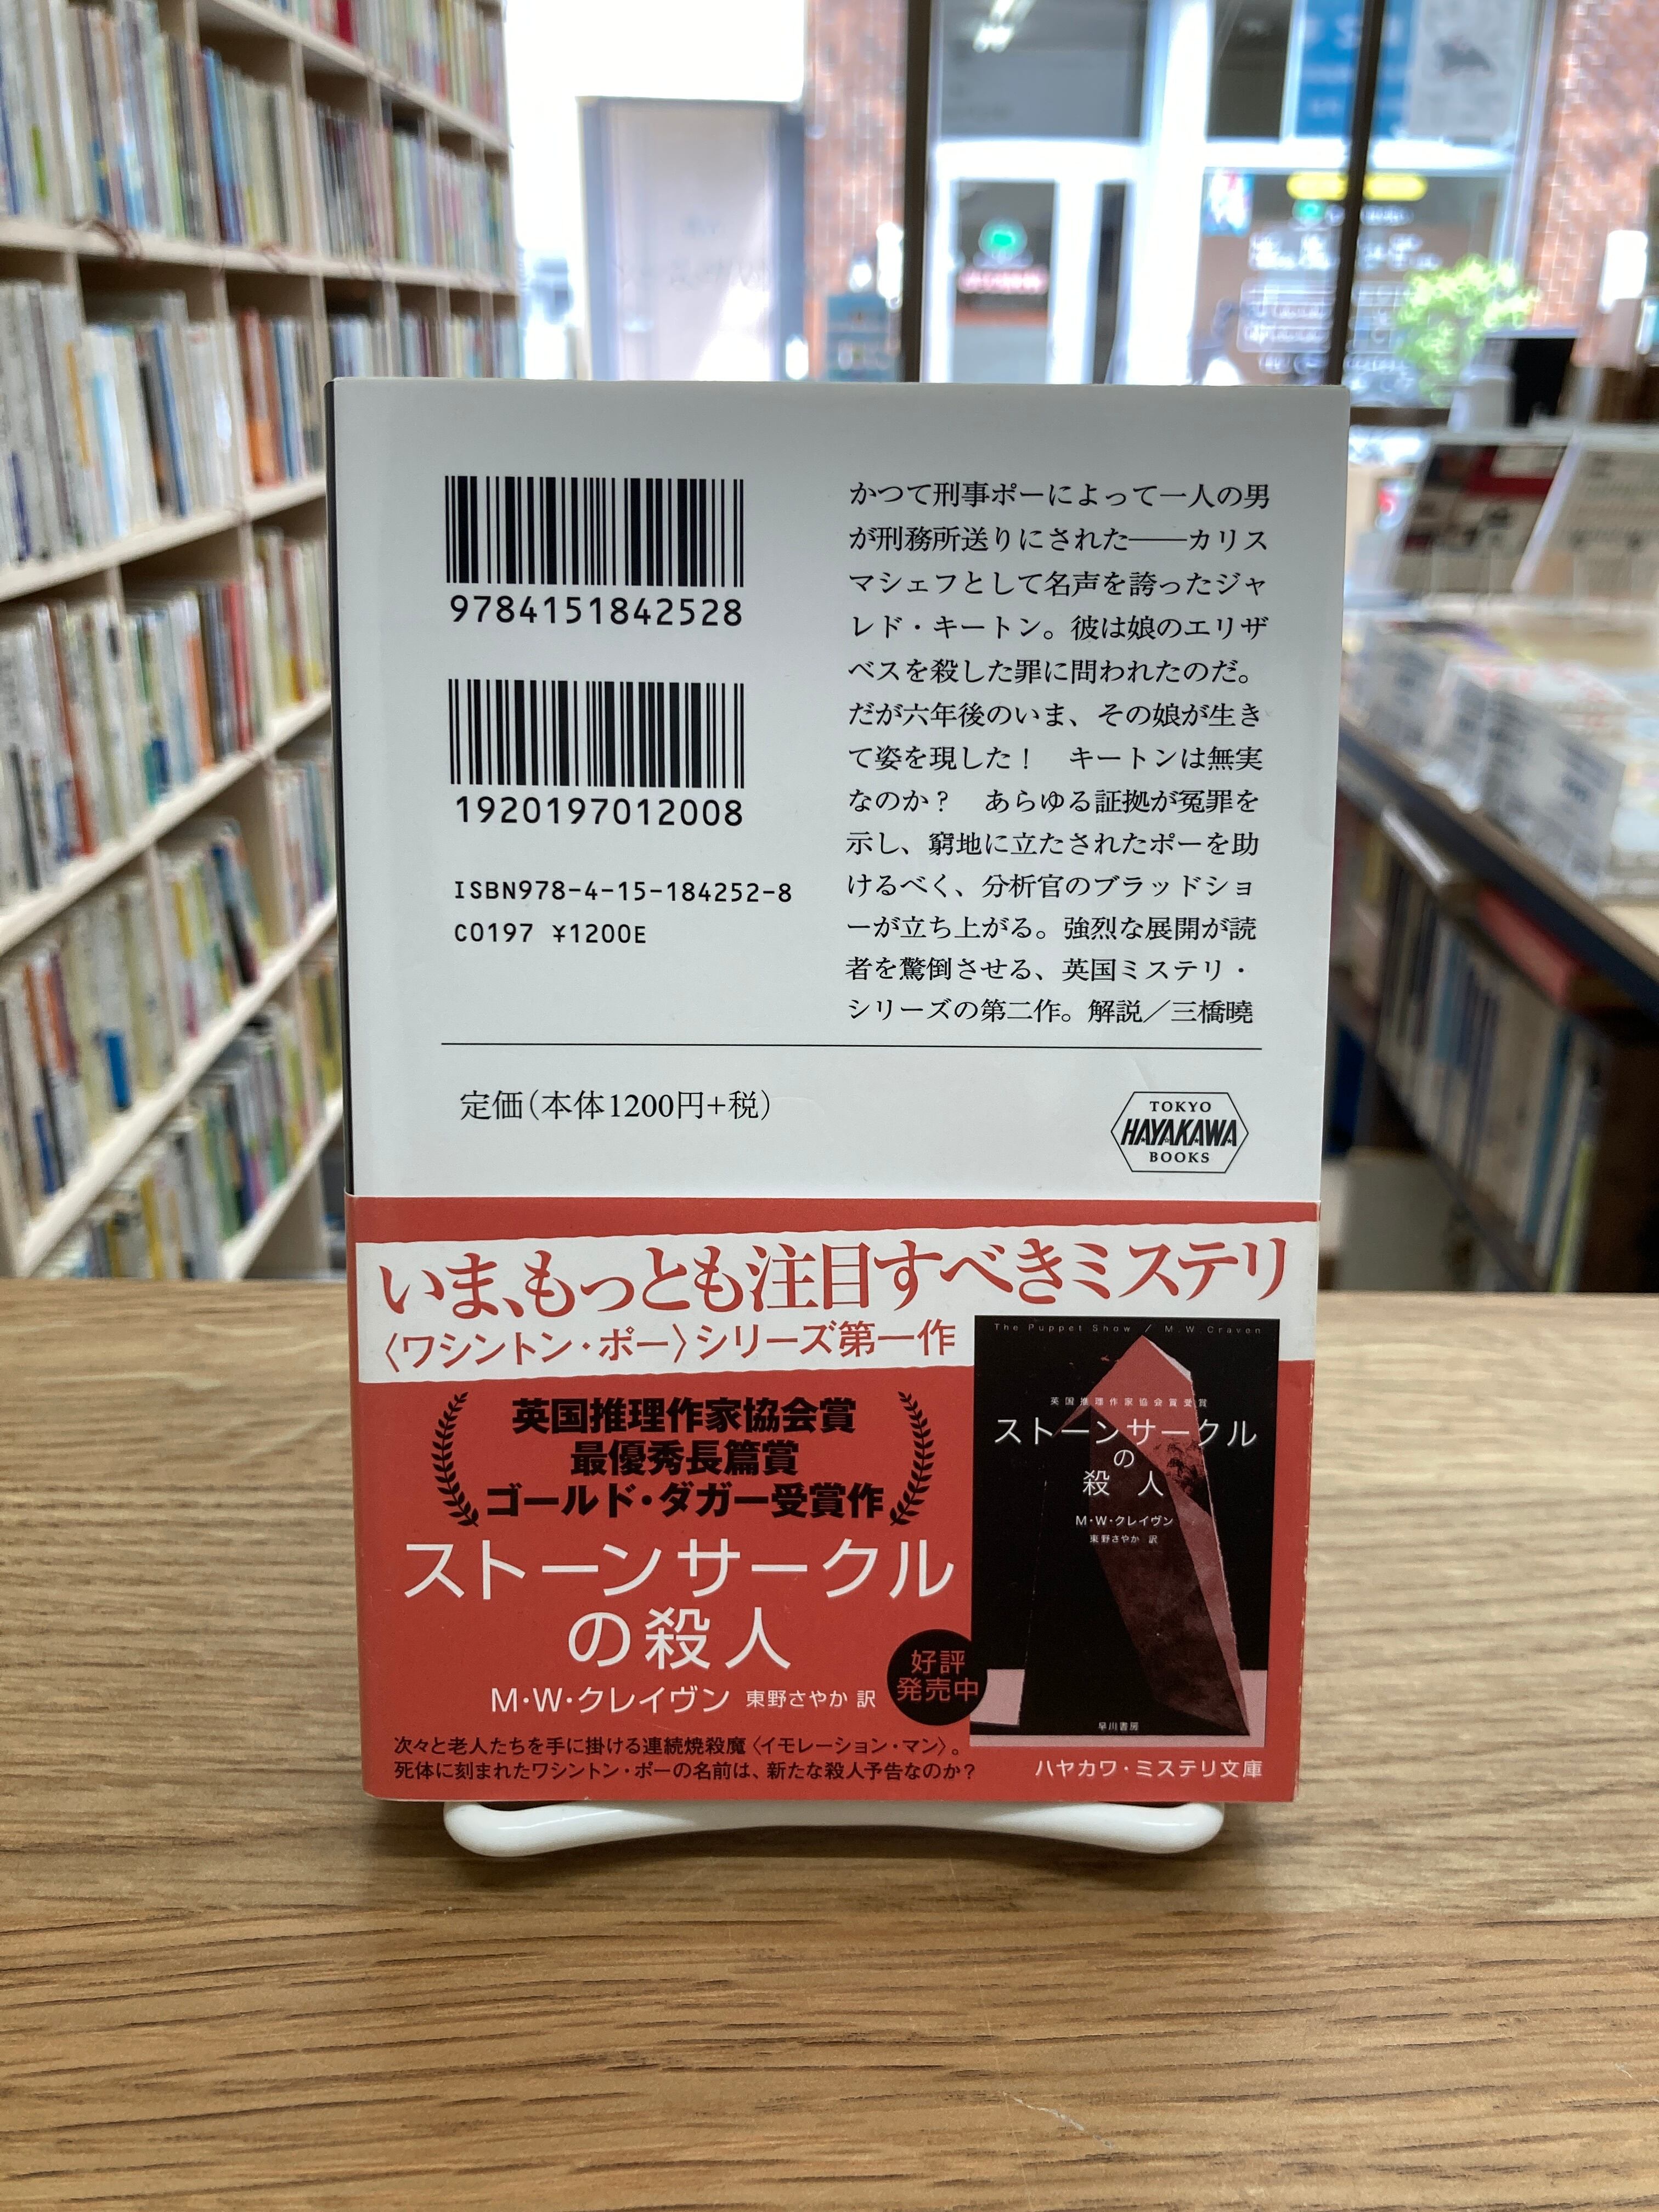 9784151842528
1920197012008
ISBN978-4-15-184252-8
C0197 ¥1200E
かつて刑事ポーによって一人の男
が刑務所送りにされた──カリス
マシェフとして名声を誇ったジャ
レド・キートン。彼は娘のエリザ
ベスを殺した罪に問われたのだ。
だが六年後のいま、その娘が生き
て姿を現した！　キートンは無実
なのか？　あらゆる証拠が冤罪を
示し、窮地に立たされたポーを助
けるべく、分析官のブラッドショ
ーが立ち上がる。強烈な展開が読
者を驚倒させる、英国ミステリ・
シリーズの第二作。解説／三橋曉
定価（本体1200円+税）
TOKYO
HAYAKAWA
BOOKS
いま、もっとも注目すべきミステリ
〈ワシントン・ポー〉シリーズ第一作
英国推理作家協会賞
最優秀長篇賞
ゴールド・ダガー受賞作
ストーンサークル
の殺人
M・W・クレイヴン 東野さやか 訳
好評
発売中
次々と老人たちを手に掛ける連続焼殺魔〈イモレーション・マン〉。
死体に刻まれたワシントン・ポーの名前は、新たな殺人予告なのか？
The Puppet Show / M.W.Craven
英国推理作家協会賞受賞
ストーンサークル
の
殺人
M・W・クレイヴン
東野さやか 訳
早川書房
ハヤカワ・ミステリ文庫